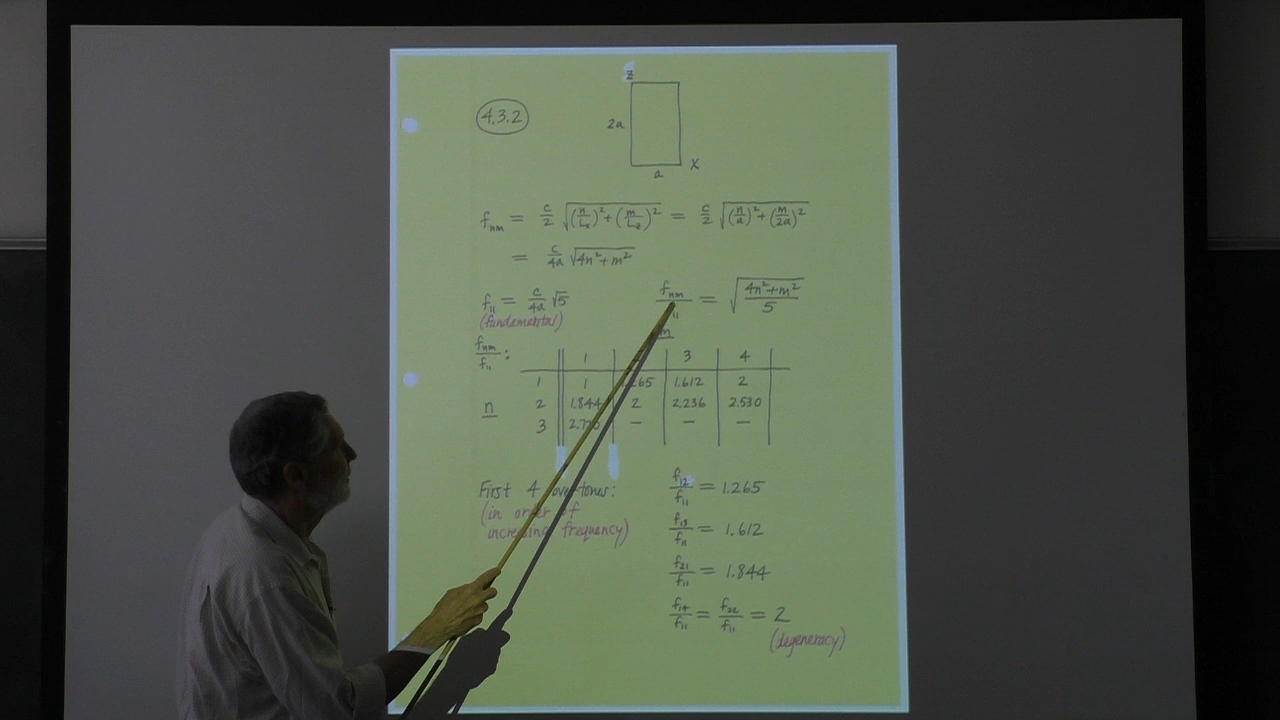 z
4.3.2
2a
x
a
f_nm = c/2 √((n/L_x)² + (m/L_z)²) = c/2 √((n/a)² + (m/2a)²)
= c/4a √(4n² + m²)
f_11 = c/4a √5
f_nm/ 11 = √((4n² + m²)/5)
(fundamental)
m
f_nm/f_11 :
1 3 4
1 1 1.612 2
n 2 1.844 2 2.236 2.530
3 — — —
First 4 overtones:
(in order of
increasing frequency)
f_12/f_11 = 1.265
f_13/f_11 = 1.612
f_21/f_11 = 1.844
f_14/f_11 = f_22/f_11 = 2
(degeneracy)